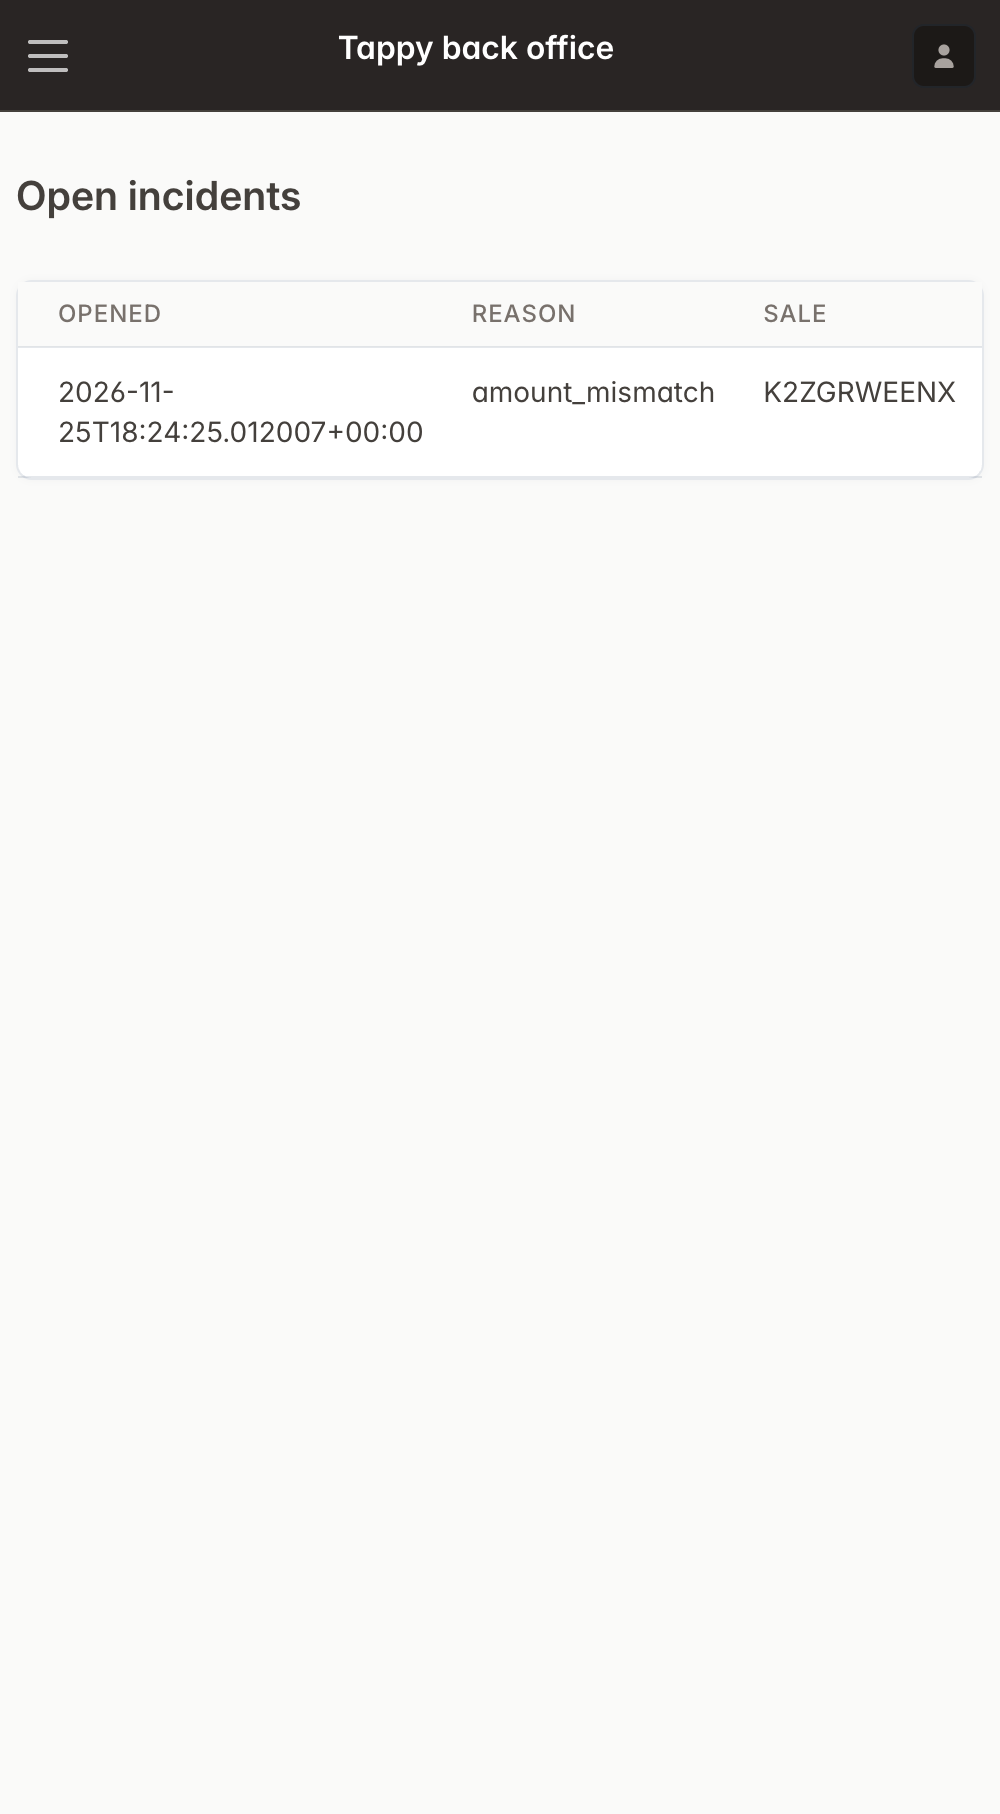 Tappy back office
Open incidents
OPENED REASON SALE
2026-11- amount_mismatch K2ZGRWEENX
25T18:24:25.012007+00:00